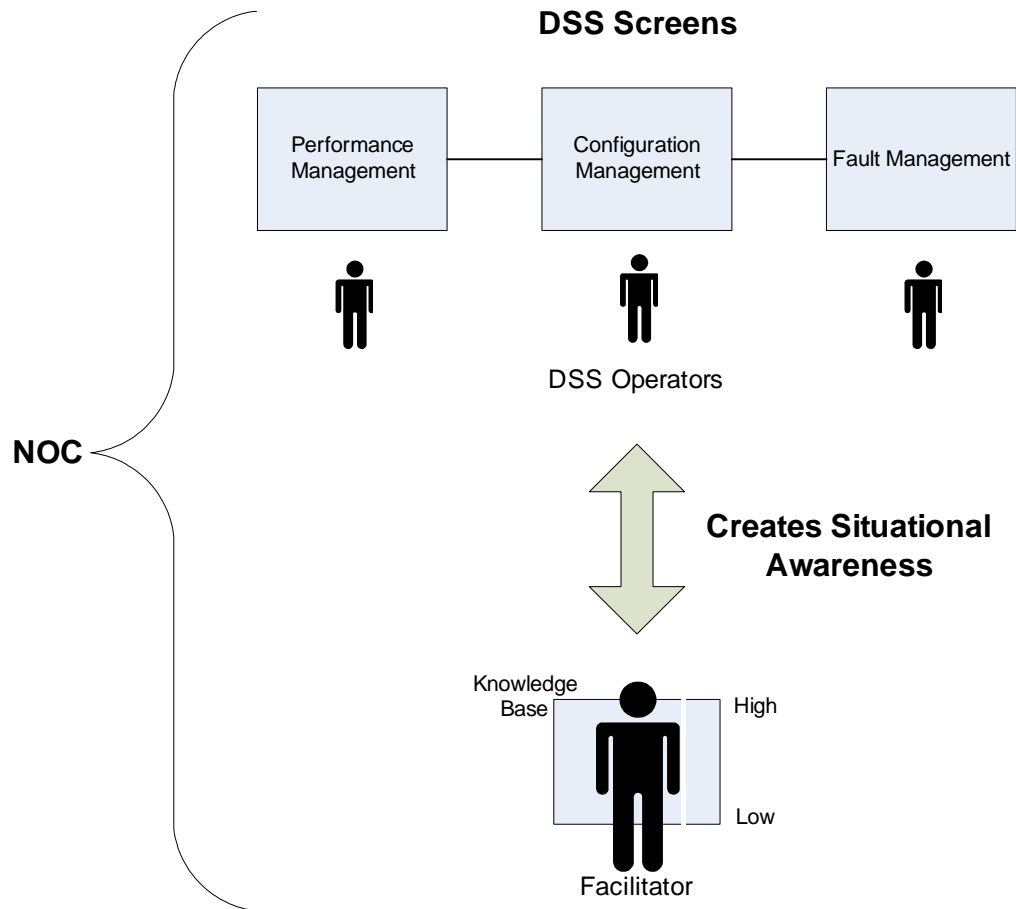 DSS Screens
Performance
Management
Configuration
Management
Fault Management
DSS Operators
NOC
Creates Situational
Awareness
Knowledge
Base
High
Low
Facilitator